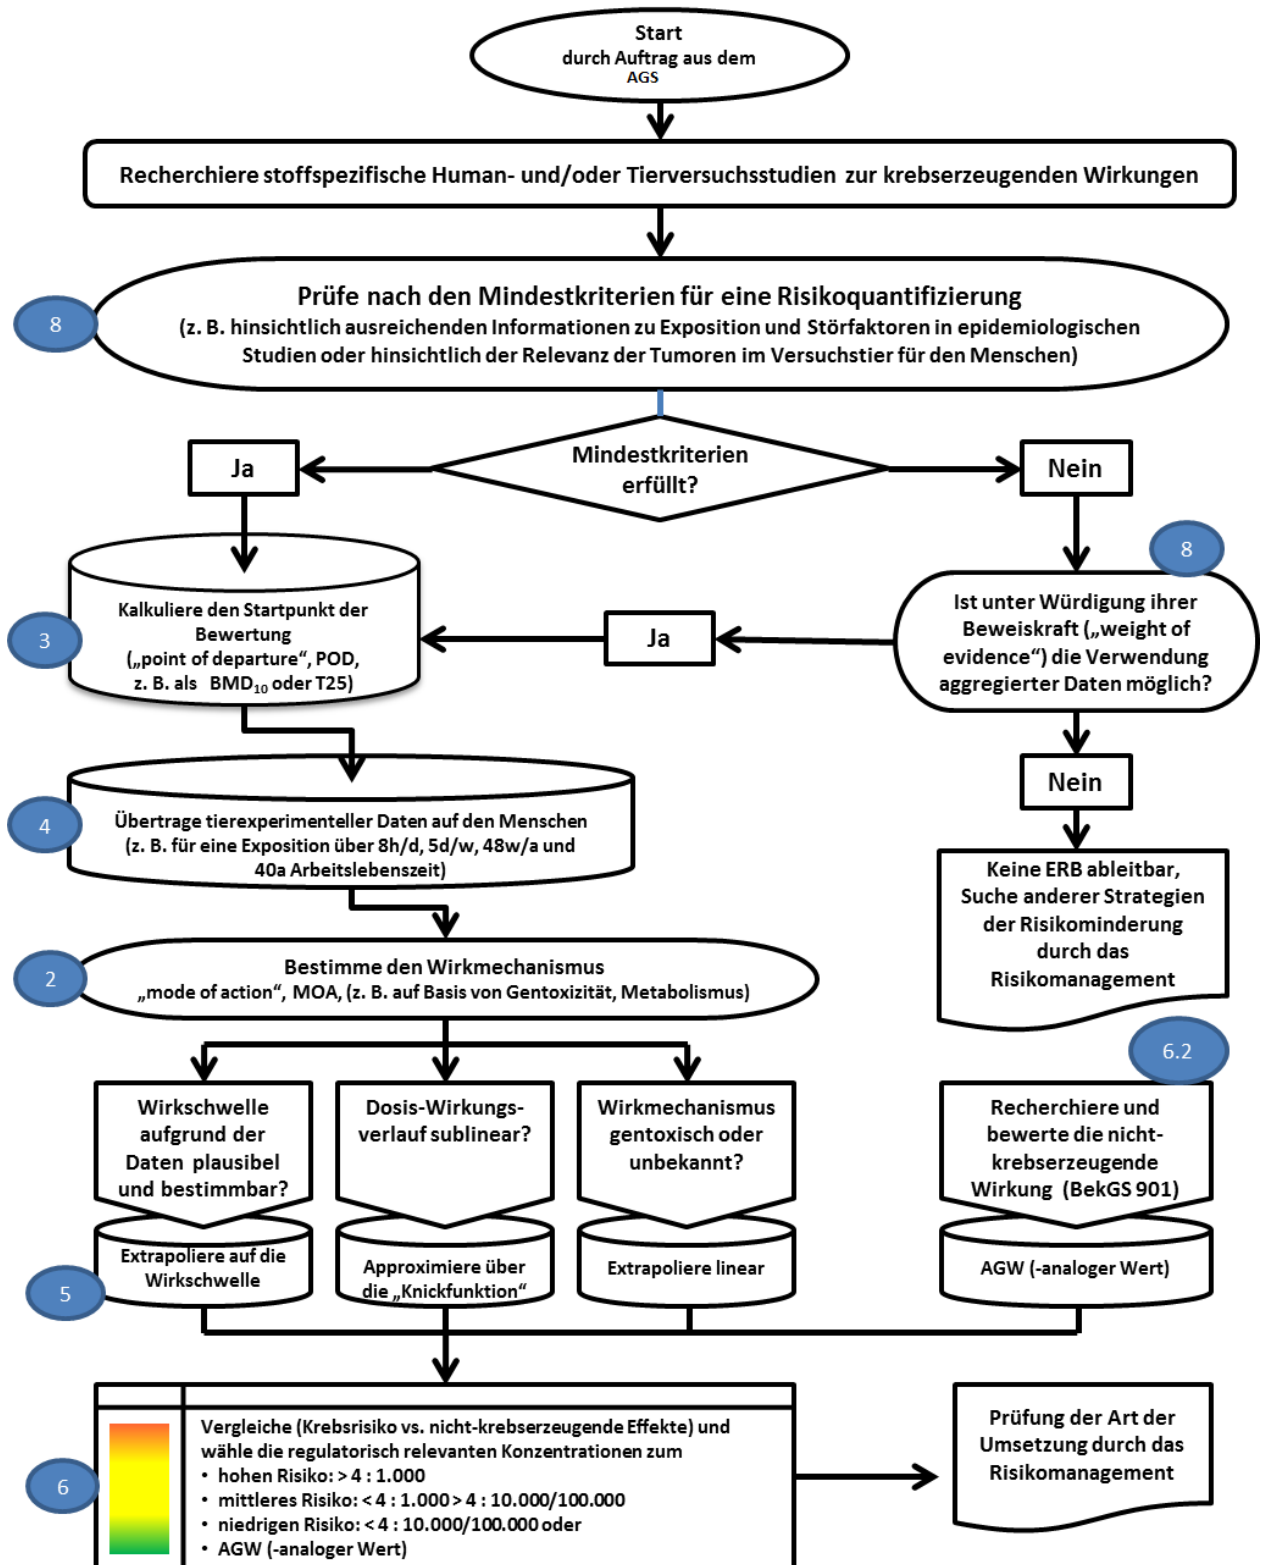 Start
durch Auftrag aus dem
AGS
Recherchiere stoffspezifische Human- und/oder Tierversuchsstudien zur krebserzeugenden Wirkungen
8
Prüfe nach den Mindestkriterien für eine Risikoquantifizierung
(z. B. hinsichtlich ausreichenden Informationen zu Exposition und Störfaktoren in epidemiologischen
Studien oder hinsichtlich der Relevanz der Tumoren im Versuchstier für den Menschen)
Mindestkriterien
erfüllt?
Ja
Nein
8
Ist unter Würdigung ihrer
Beweiskraft („weight of
evidence“) die Verwendung
aggregierter Daten möglich?
Ja
3
Kalkuliere den Startpunkt der
Bewertung
(„point of departure“, POD,
z. B. als BMD₁₀ oder T25)
Nein
4
Übertrage tierexperimenteller Daten auf den Menschen
(z. B. für eine Exposition über 8h/d, 5d/w, 48w/a und
40a Arbeitslebenszeit)
Keine ERB ableitbar,
Suche anderer Strategien
der Risikominderung
durch das
Risikomanagement
2
Bestimme den Wirkmechanismus
„mode of action“, MOA, (z. B. auf Basis von Gentoxizität, Metabolismus)
6.2
Wirkschwelle
aufgrund der
Daten plausibel
und bestimmbar?
Dosis-Wirkungs-
verlauf sublinear?
Wirkmechanismus
gentoxisch oder
unbekannt?
Recherchiere und
bewerte die nicht-
krebserzeugende
Wirkung (BekGS 901)
5
Extrapoliere auf die
Wirkschwelle
Approximiere über
die „Knickfunktion“
Extrapoliere linear
AGW (-analoger Wert)
6
Vergleiche (Krebsrisiko vs. nicht-krebserzeugende Effekte) und
wähle die regulatorisch relevanten Konzentrationen zum
• hohen Risiko: > 4 : 1.000
• mittleres Risiko: < 4 : 1.000 > 4 : 10.000/100.000
• niedrigen Risiko: < 4 : 10.000/100.000 oder
• AGW (-analoger Wert)
Prüfung der Art der
Umsetzung durch das
Risikomanagement